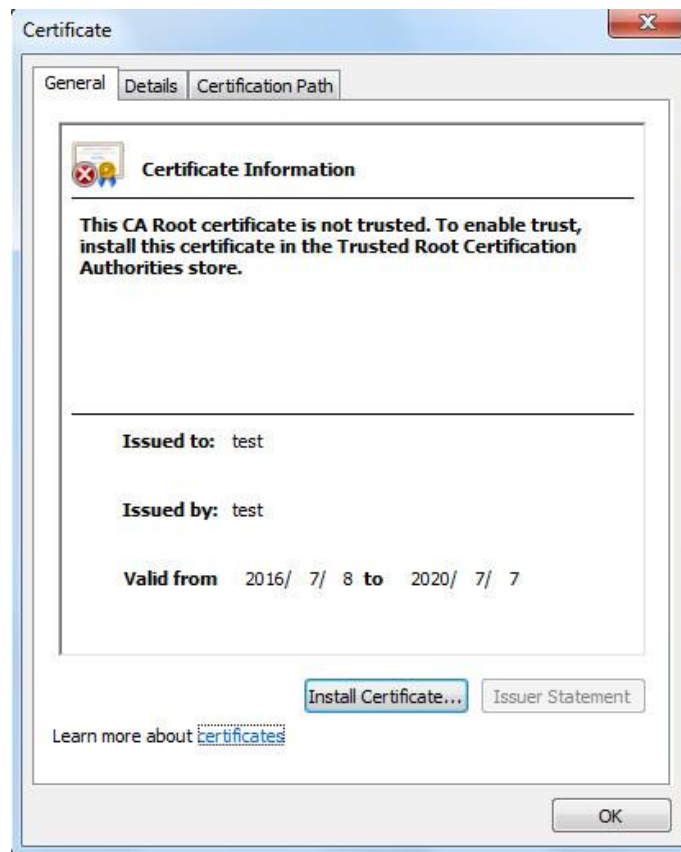 Certificate
General Details Certification Path
Certificate Information
This CA Root certificate is not trusted. To enable trust,
install this certificate in the Trusted Root Certification
Authorities store.
Issued to: test
Issued by: test
Valid from 2016/ 7/ 8 to 2020/ 7/ 7
Install Certificate... Issuer Statement
Learn more about certificates
OK